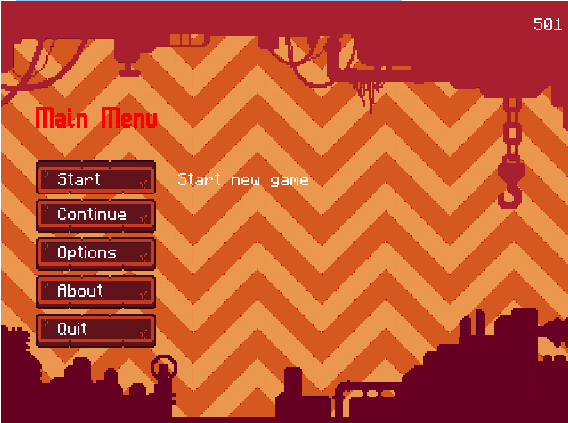 501
Main Menu
Start
Start new game
Continue
Options
About
Quit